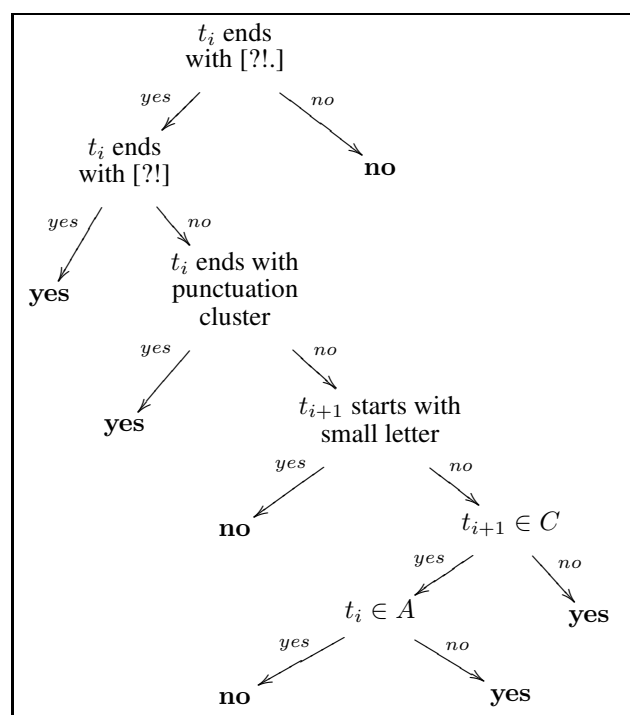 t_i ends
with [?!.]
yes
no
t_i ends
with [?!]
no
yes
no
t_i ends with
punctuation
cluster
yes
yes
no
t_{i+1} starts with
small letter
yes
yes
no
no
t_{i+1} ∈ C
yes
no
t_i ∈ A
yes
yes
no
no
yes